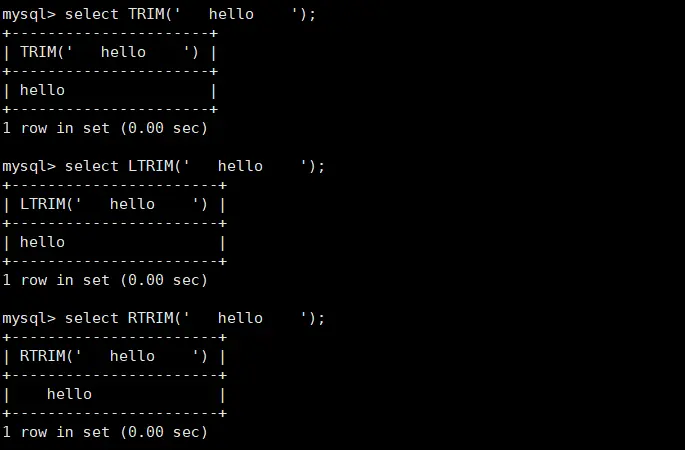 mysql> select TRIM('   hello    ');
+----------------------+
| TRIM('   hello    ') |
+----------------------+
| hello                |
+----------------------+
1 row in set (0.00 sec)

mysql> select LTRIM('   hello    ');
+-----------------------+
| LTRIM('   hello    ') |
+-----------------------+
| hello                 |
+-----------------------+
1 row in set (0.00 sec)

mysql> select RTRIM('   hello    ');
+-----------------------+
| RTRIM('   hello    ') |
+-----------------------+
|    hello              |
+-----------------------+
1 row in set (0.00 sec)